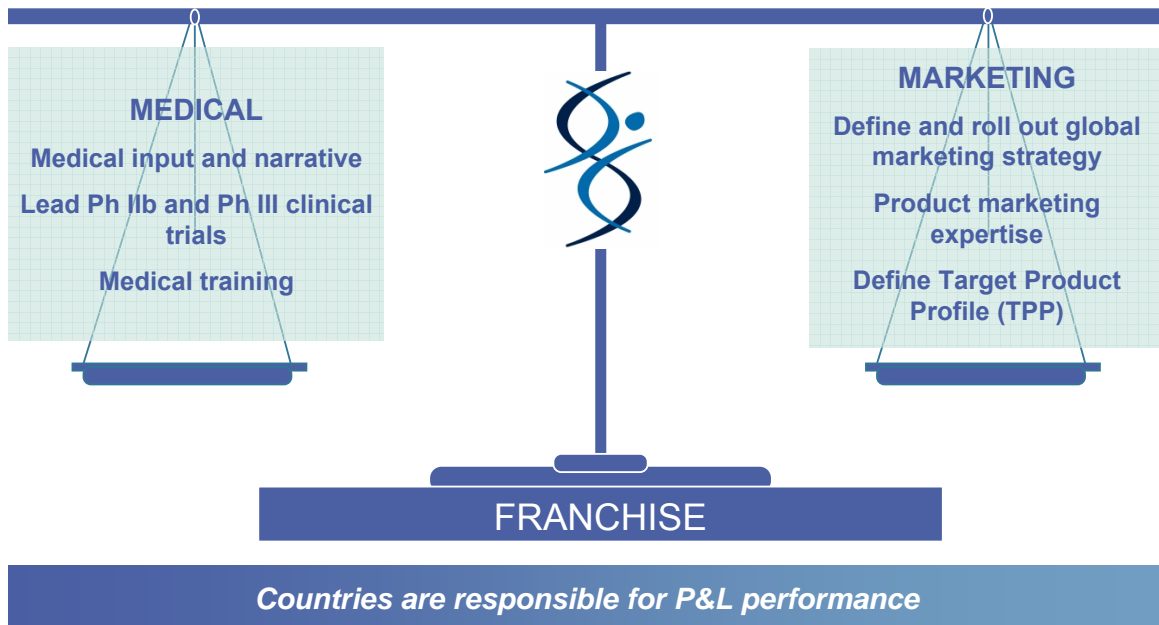 MEDICAL
Medical input and narrative
Lead Ph IIb and Ph III clinical
trials
Medical training
MARKETING
Define and roll out global
marketing strategy
Product marketing
expertise
Define Target Product
Profile (TPP)
FRANCHISE
Countries are responsible for P&L performance